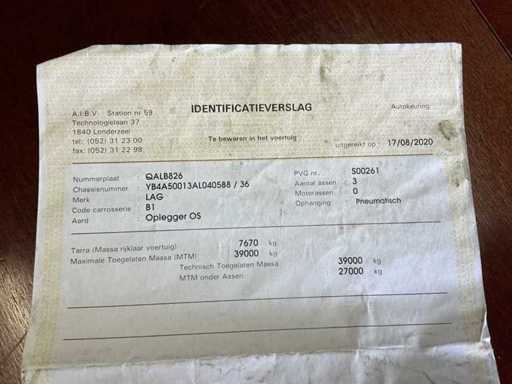 A.I.B.V. Station nr 59
Technologielaan 37
1840 Londerzeel
tel: (052) 31 23 00
fax: (052) 31 22 98
IDENTIFICATIEVERSLAG
Autokeuring
Te bewaren in het voertuig
uitgereikt op : 17/08/2020
Nummerplaat QALB826
Chassisnummer YB4A50013AL040588 / 36
Merk LAG
Code carrosserie B1
Aard Oplegger OS
PVG nr. S00261
Aantal assen 3
Motorassen 0
Ophanging Pneumatisch
Tarra (Massa rijklaar voertuig) 7670 kg
Maximale Toegelaten Massa (MTM) 39000 kg
Technisch Toegelaten Massa 39000 kg
MTM onder Assen 27000 kg